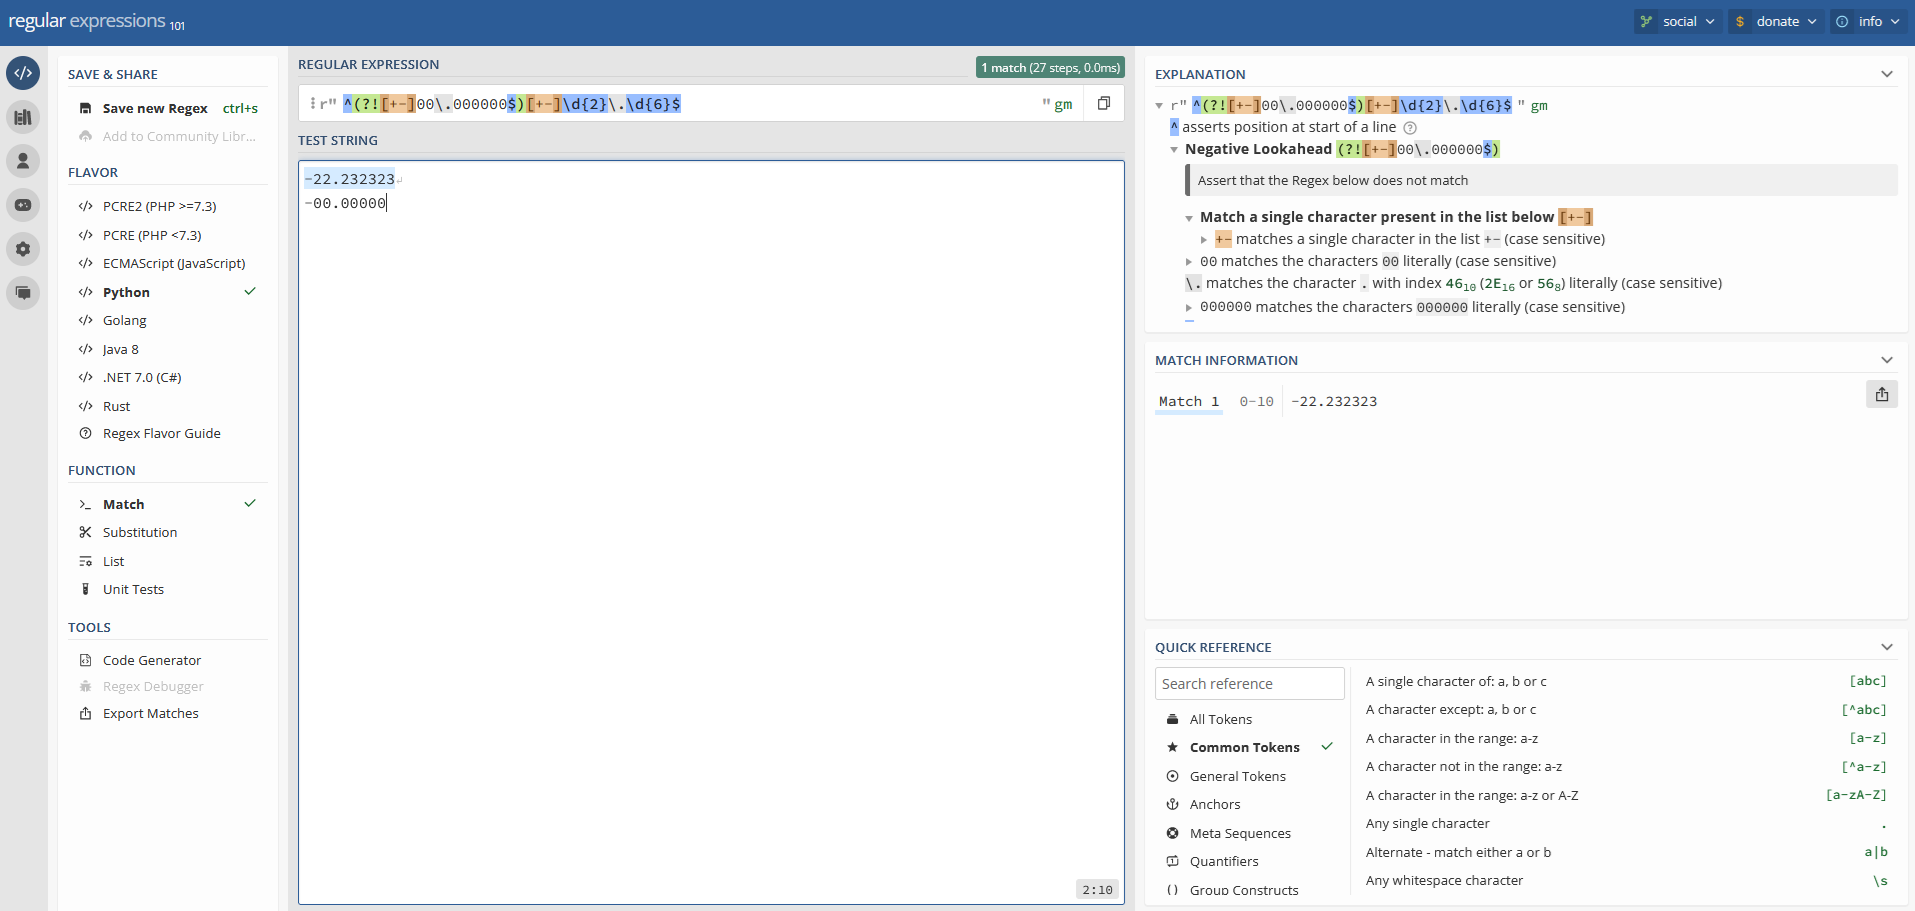 regular expressions 101
social
donate
info
SAVE & SHARE
Save new Regex ctrl+s
Add to Community Libr...
FLAVOR
PCRE2 (PHP >=7.3)
PCRE (PHP <7.3)
ECMAScript (JavaScript)
Python
Golang
Java 8
.NET 7.0 (C#)
Rust
Regex Flavor Guide
FUNCTION
Match
Substitution
List
Unit Tests
TOOLS
Code Generator
Regex Debugger
Export Matches
REGULAR EXPRESSION
1 match (27 steps, 0.0ms)
r" ^(?![+-]00\.000000$)[+-]\d{2}\.\d{6}$ " gm
TEST STRING
-22.232323
-00.00000
2:10
EXPLANATION
r" ^(?![+-]00\.000000$)[+-]\d{2}\.\d{6}$ " gm
^ asserts position at start of a line
Negative Lookahead (?![+-]00\.000000$)
Assert that the Regex below does not match
Match a single character present in the list below [+-]
+- matches a single character in the list +- (case sensitive)
00 matches the characters 00 literally (case sensitive)
\. matches the character . with index 46₁₀ (2E₁₆ or 56₈) literally (case sensitive)
000000 matches the characters 000000 literally (case sensitive)
MATCH INFORMATION
Match 1 0-10 -22.232323
QUICK REFERENCE
Search reference
All Tokens
Common Tokens
General Tokens
Anchors
Meta Sequences
Quantifiers
Group Constructs
A single character of: a, b or c [abc]
A character except: a, b or c [^abc]
A character in the range: a-z [a-z]
A character not in the range: a-z [^a-z]
A character in the range: a-z or A-Z [a-zA-Z]
Any single character .
Alternate - match either a or b a|b
Any whitespace character \s